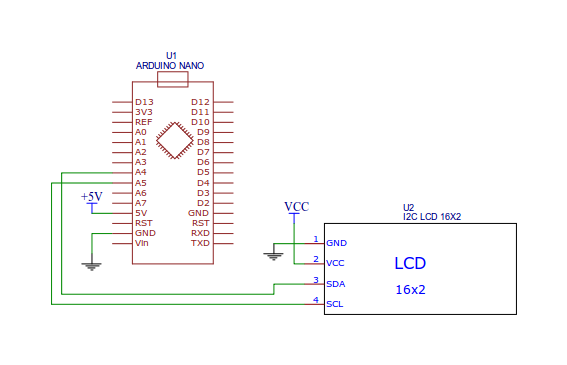 U1
ARDUINO NANO
D13 D12
3V3 D11
REF D10
A0 D9
A1 D8
A2 D7
A3 D6
A4 D5
A5 D4
A6 D3
A7 D2
5V GND
RST RST
GND RXD
Vin TXD
+5V
VCC
U2
I2C LCD 16X2
1 GND
2 VCC
3 SDA
4 SCL
LCD
16x2